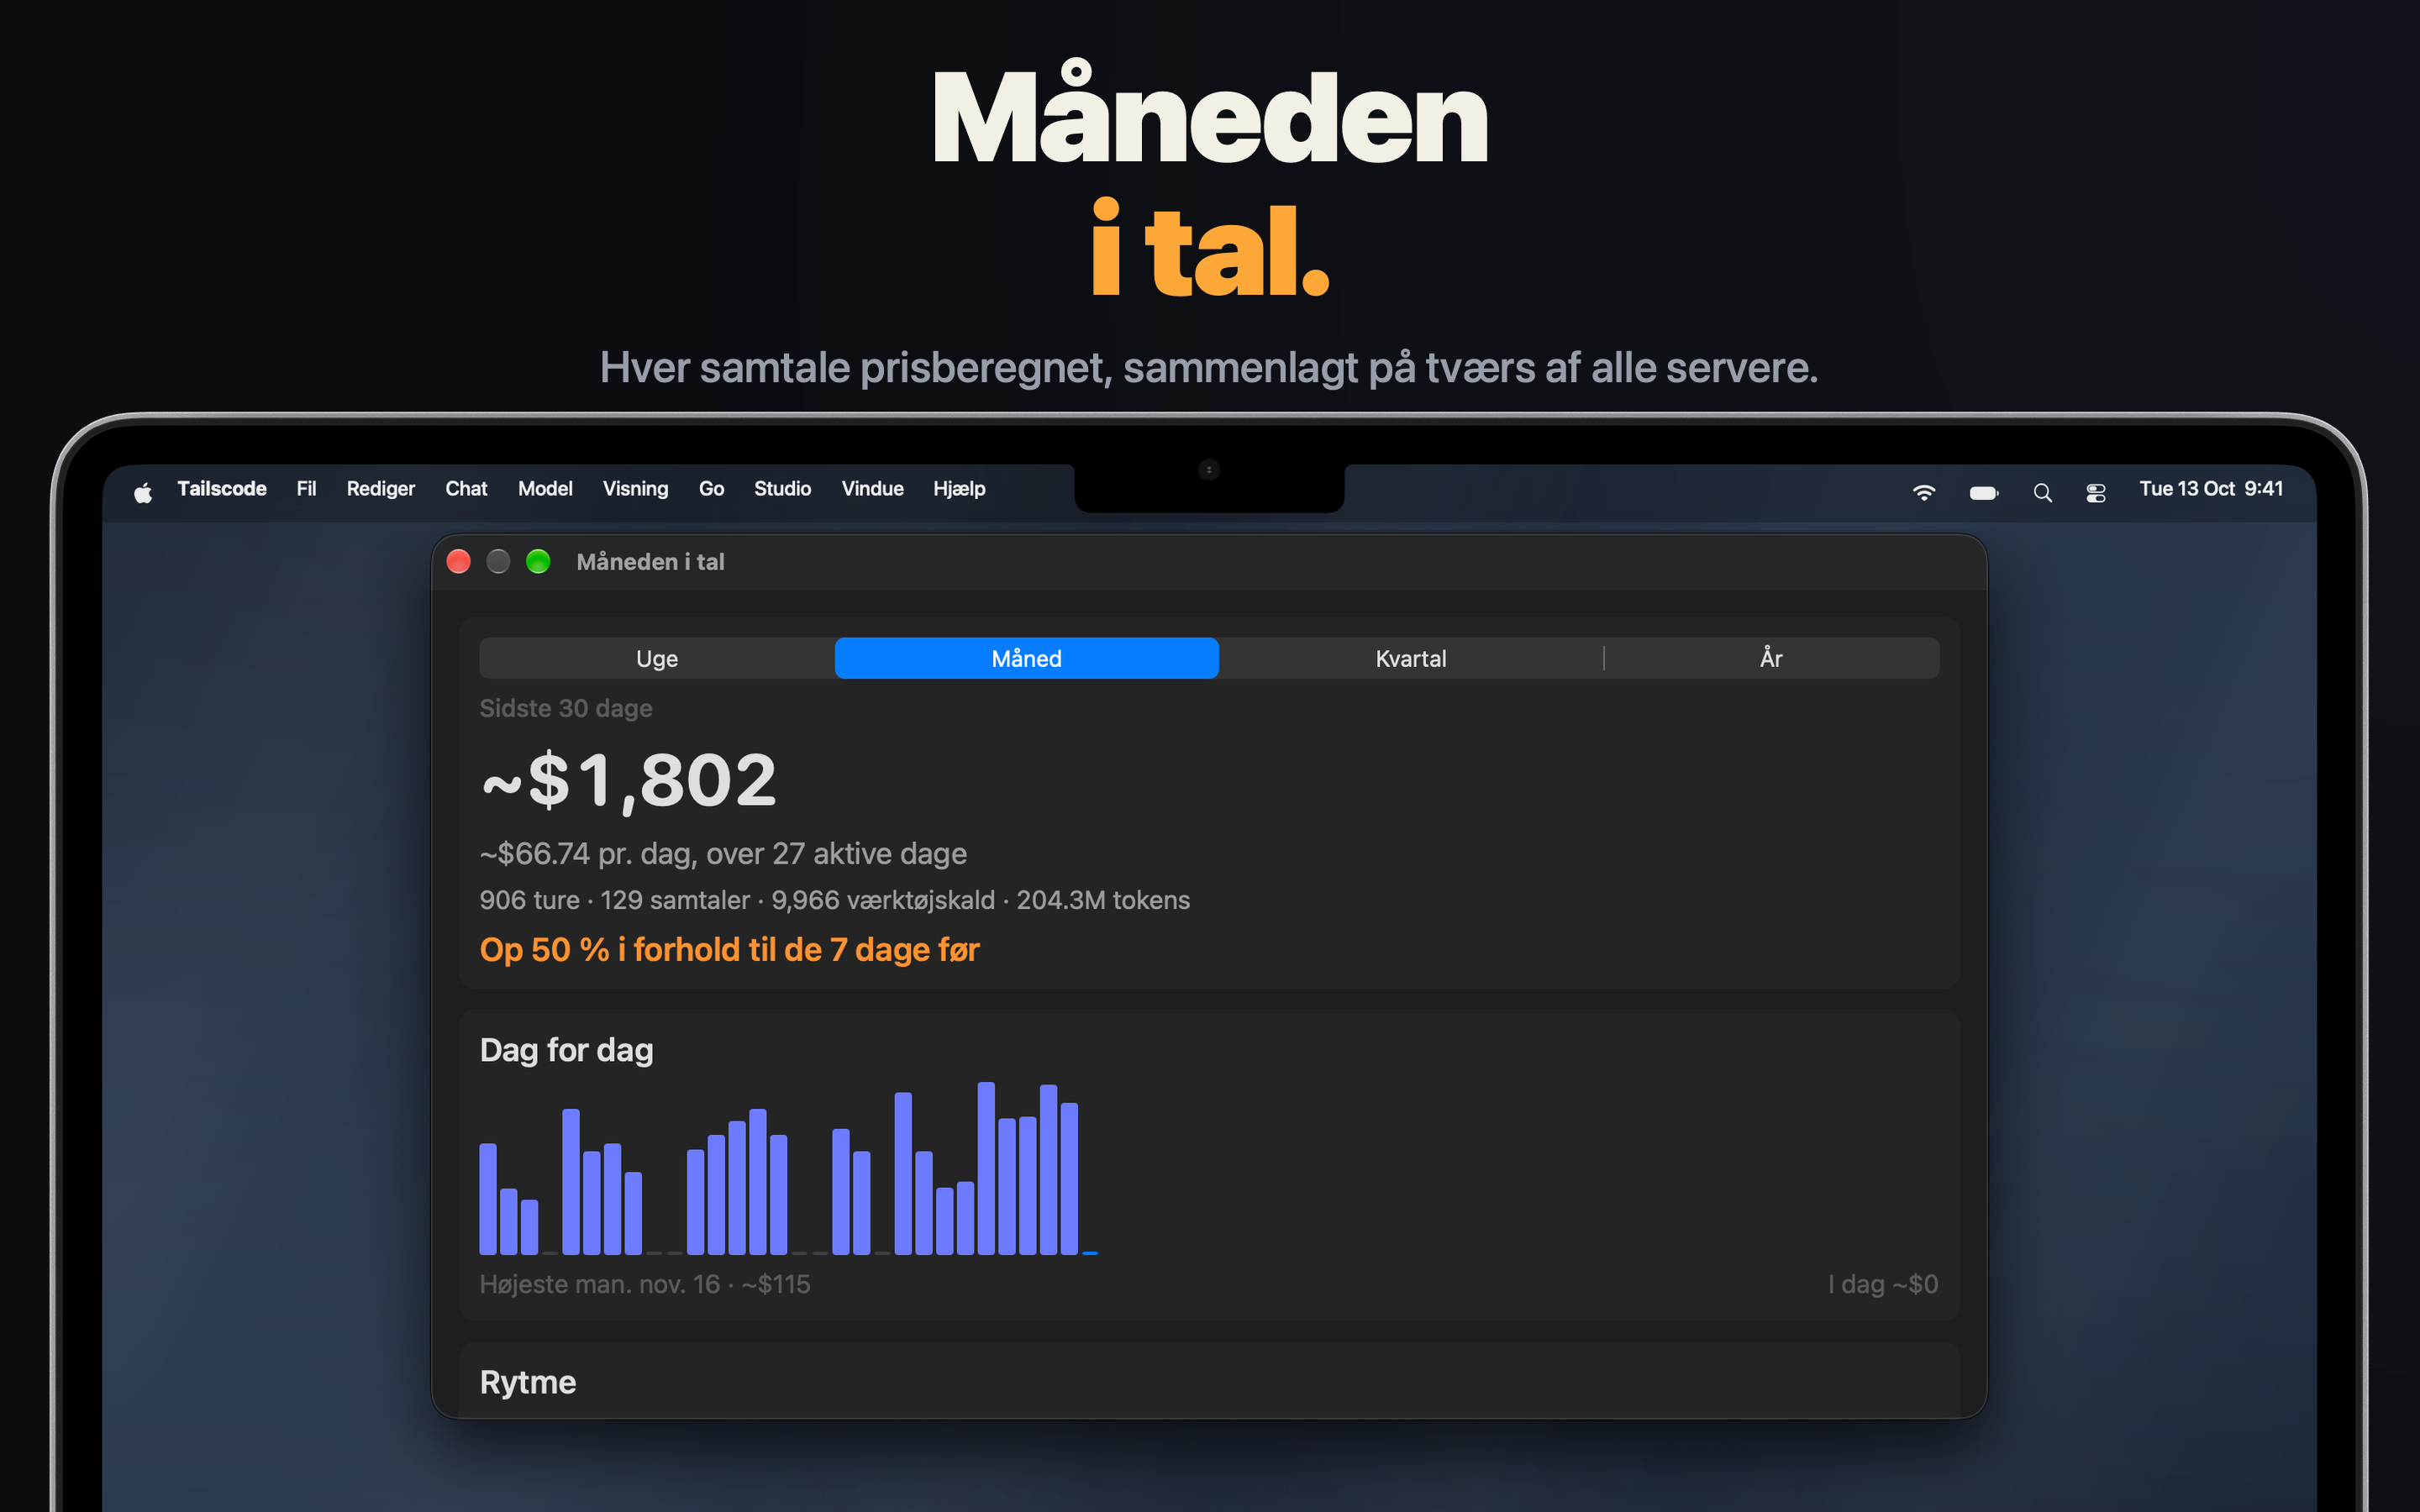 Måneden
i tal.
Hver samtale prisberegnet, sammenlagt på tværs af alle servere.
Tailscode Fil Rediger Chat Model Visning Go Studio Vindue Hjælp Tue 13 Oct 9:41
Måneden i tal
Uge Måned Kvartal År
Sidste 30 dage
~$1,802
~$66.74 pr. dag, over 27 aktive dage
906 ture · 129 samtaler · 9,966 værktøjskald · 204.3M tokens
Op 50 % i forhold til de 7 dage før
Dag for dag
Højeste man. nov. 16 · ~$115 I dag ~$0
Rytme